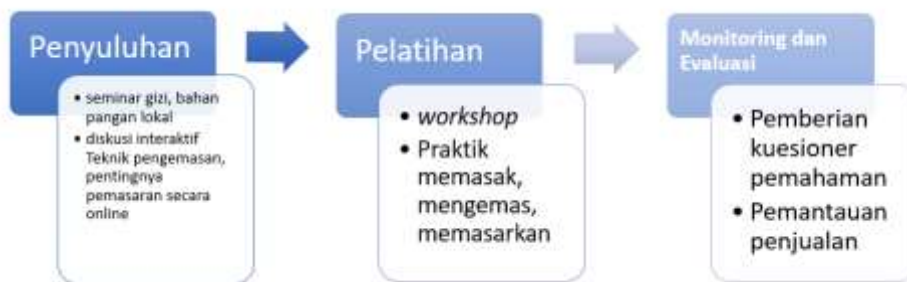 Penyuluhan
• seminar gizi, bahan
pangan lokal
• diskusi interaktif
Teknik pengemasan,
pentingnya
pemasaran secara
online
Pelatihan
• workshop
• Praktik
memasak,
mengemas,
memasarkan
Monitoring dan
Evaluasi
• Pemberian
kuesioner
pemahaman
• Pemantauan
penjualan